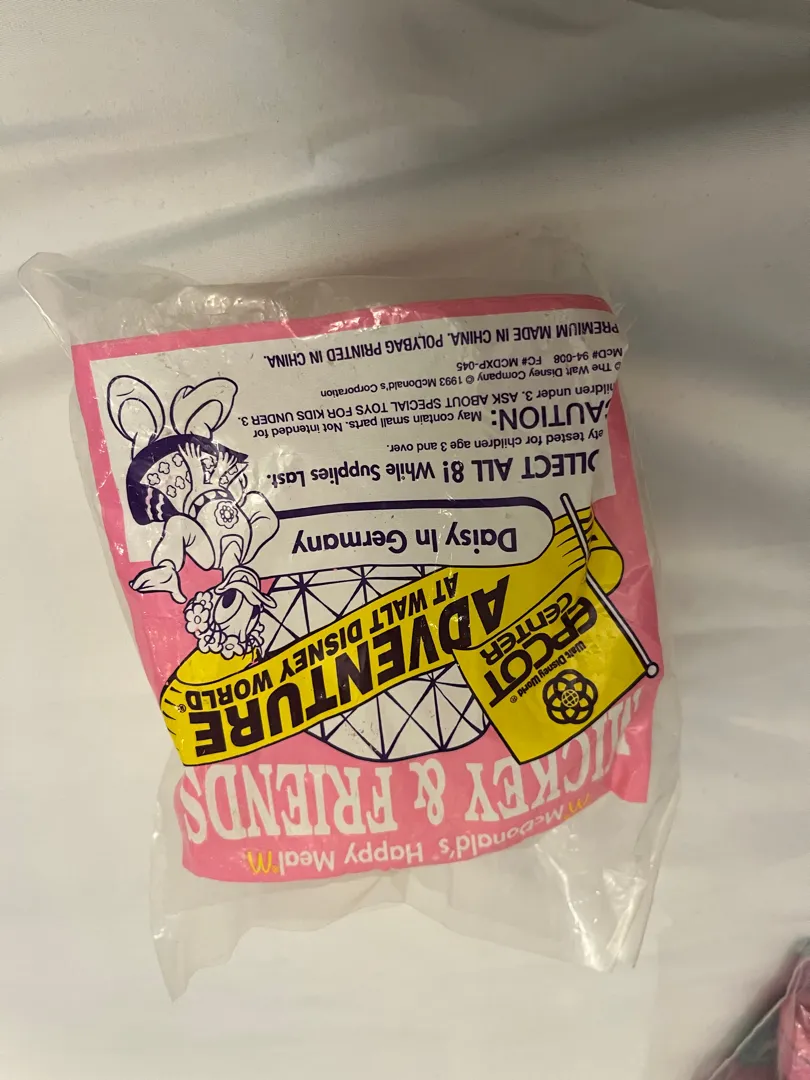 McDonald's Happy Meal
MICKEY & FRIENDS
Walt Disney World®
EPCOT
CENTER
ADVENTURE
AT WALT DISNEY WORLD®
Daisy In Germany
OLLECT ALL 8! While Supplies Last.
ety tested for children age 3 and over.
CAUTION: May contain small parts. Not intended for
hildren under 3. ASK ABOUT SPECIAL TOYS FOR KIDS UNDER 3.
© The Walt Disney Company © 1993 McDonald's Corporation
McD# 94-008 FC# MCDXP-045
PREMIUM MADE IN CHINA. POLYBAG PRINTED IN CHINA.